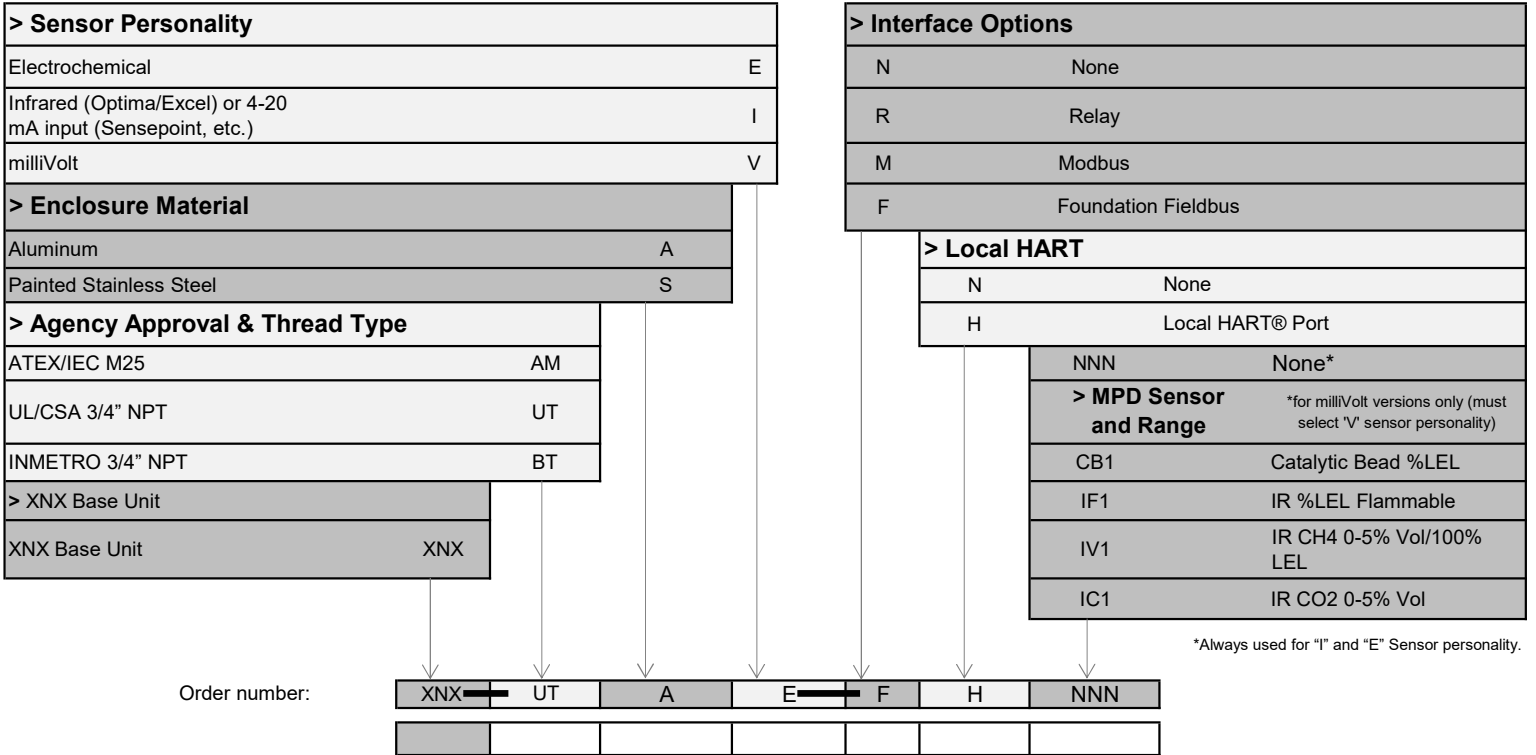 > Sensor Personality
Electrochemical E
Infrared (Optima/Excel) or 4-20
mA input (Sensepoint, etc.) I
milliVolt V
> Enclosure Material
Aluminum A
Painted Stainless Steel S
> Agency Approval & Thread Type
ATEX/IEC M25 AM
UL/CSA 3/4” NPT UT
INMETRO 3/4” NPT BT
> XNX Base Unit
XNX Base Unit XNX
> Interface Options
N None
R Relay
M Modbus
F Foundation Fieldbus
> Local HART
N None
H Local HART® Port
NNN None*
> MPD Sensor
and Range
*for milliVolt versions only (must
select 'V' sensor personality)
CB1 Catalytic Bead %LEL
IF1 IR %LEL Flammable
IV1 IR CH4 0-5% Vol/100%
LEL
IC1 IR CO2 0-5% Vol
*Always used for “I” and “E” Sensor personality.
Order number: XNX UT A E F H NNN